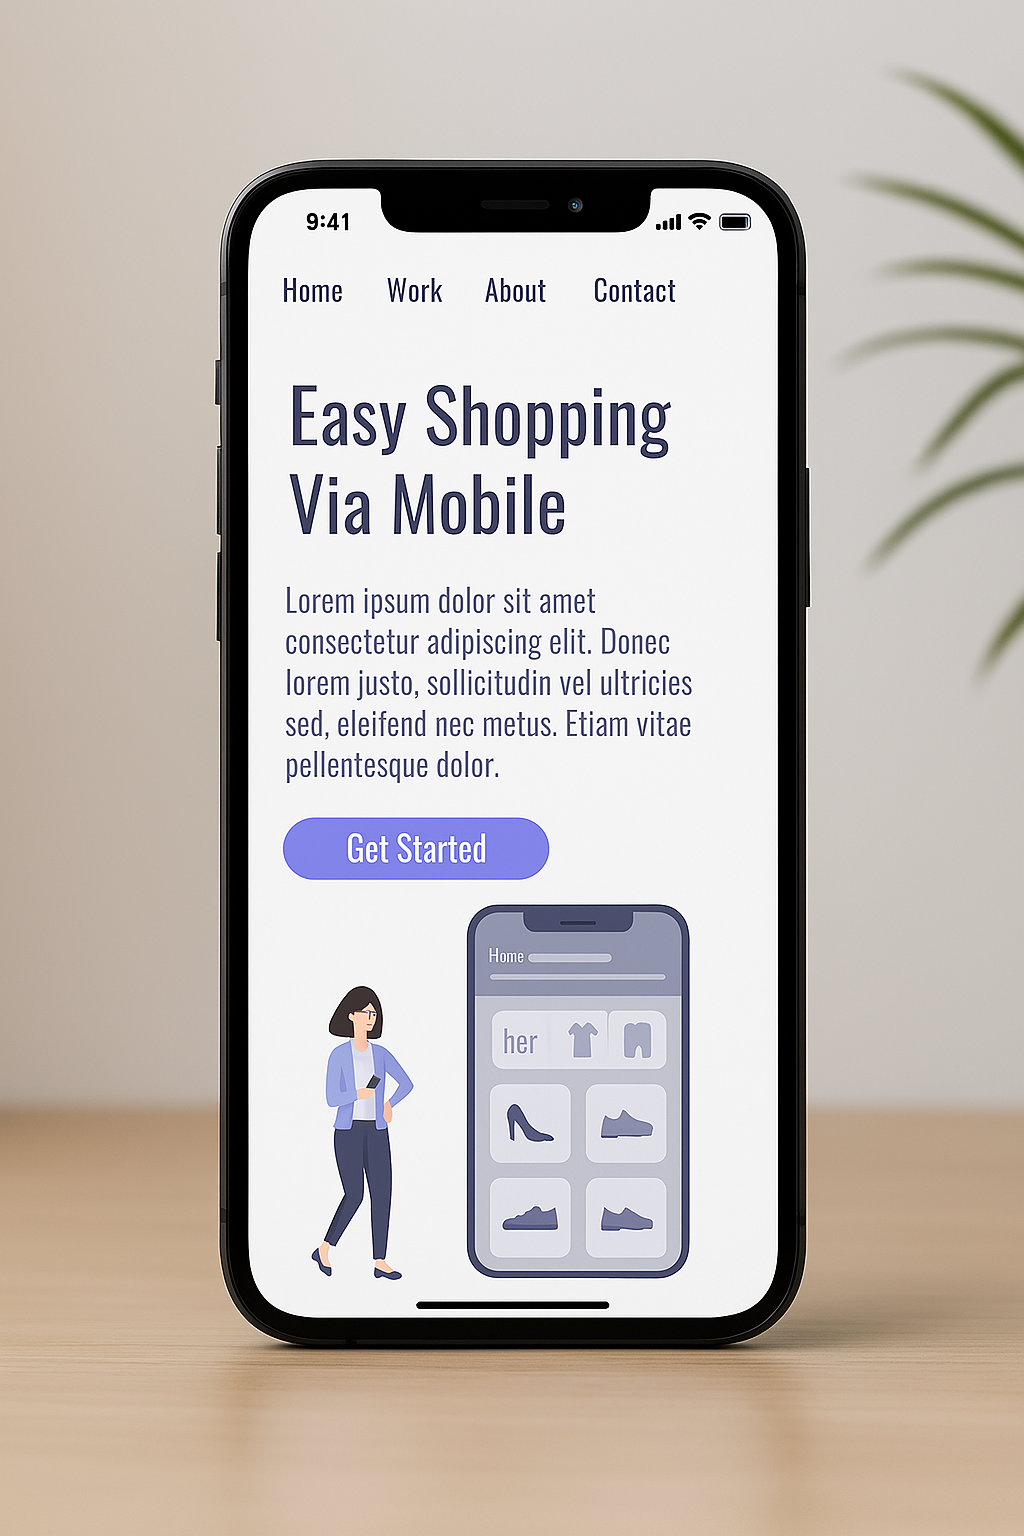 9:41
Home Work About Contact
Easy Shopping
Via Mobile
Lorem ipsum dolor sit amet
consectetur adipiscing elit. Donec
lorem justo, sollicitudin vel ultricies
sed, eleifend nec metus. Etiam vitae
pellentesque dolor.
Get Started
Home
her